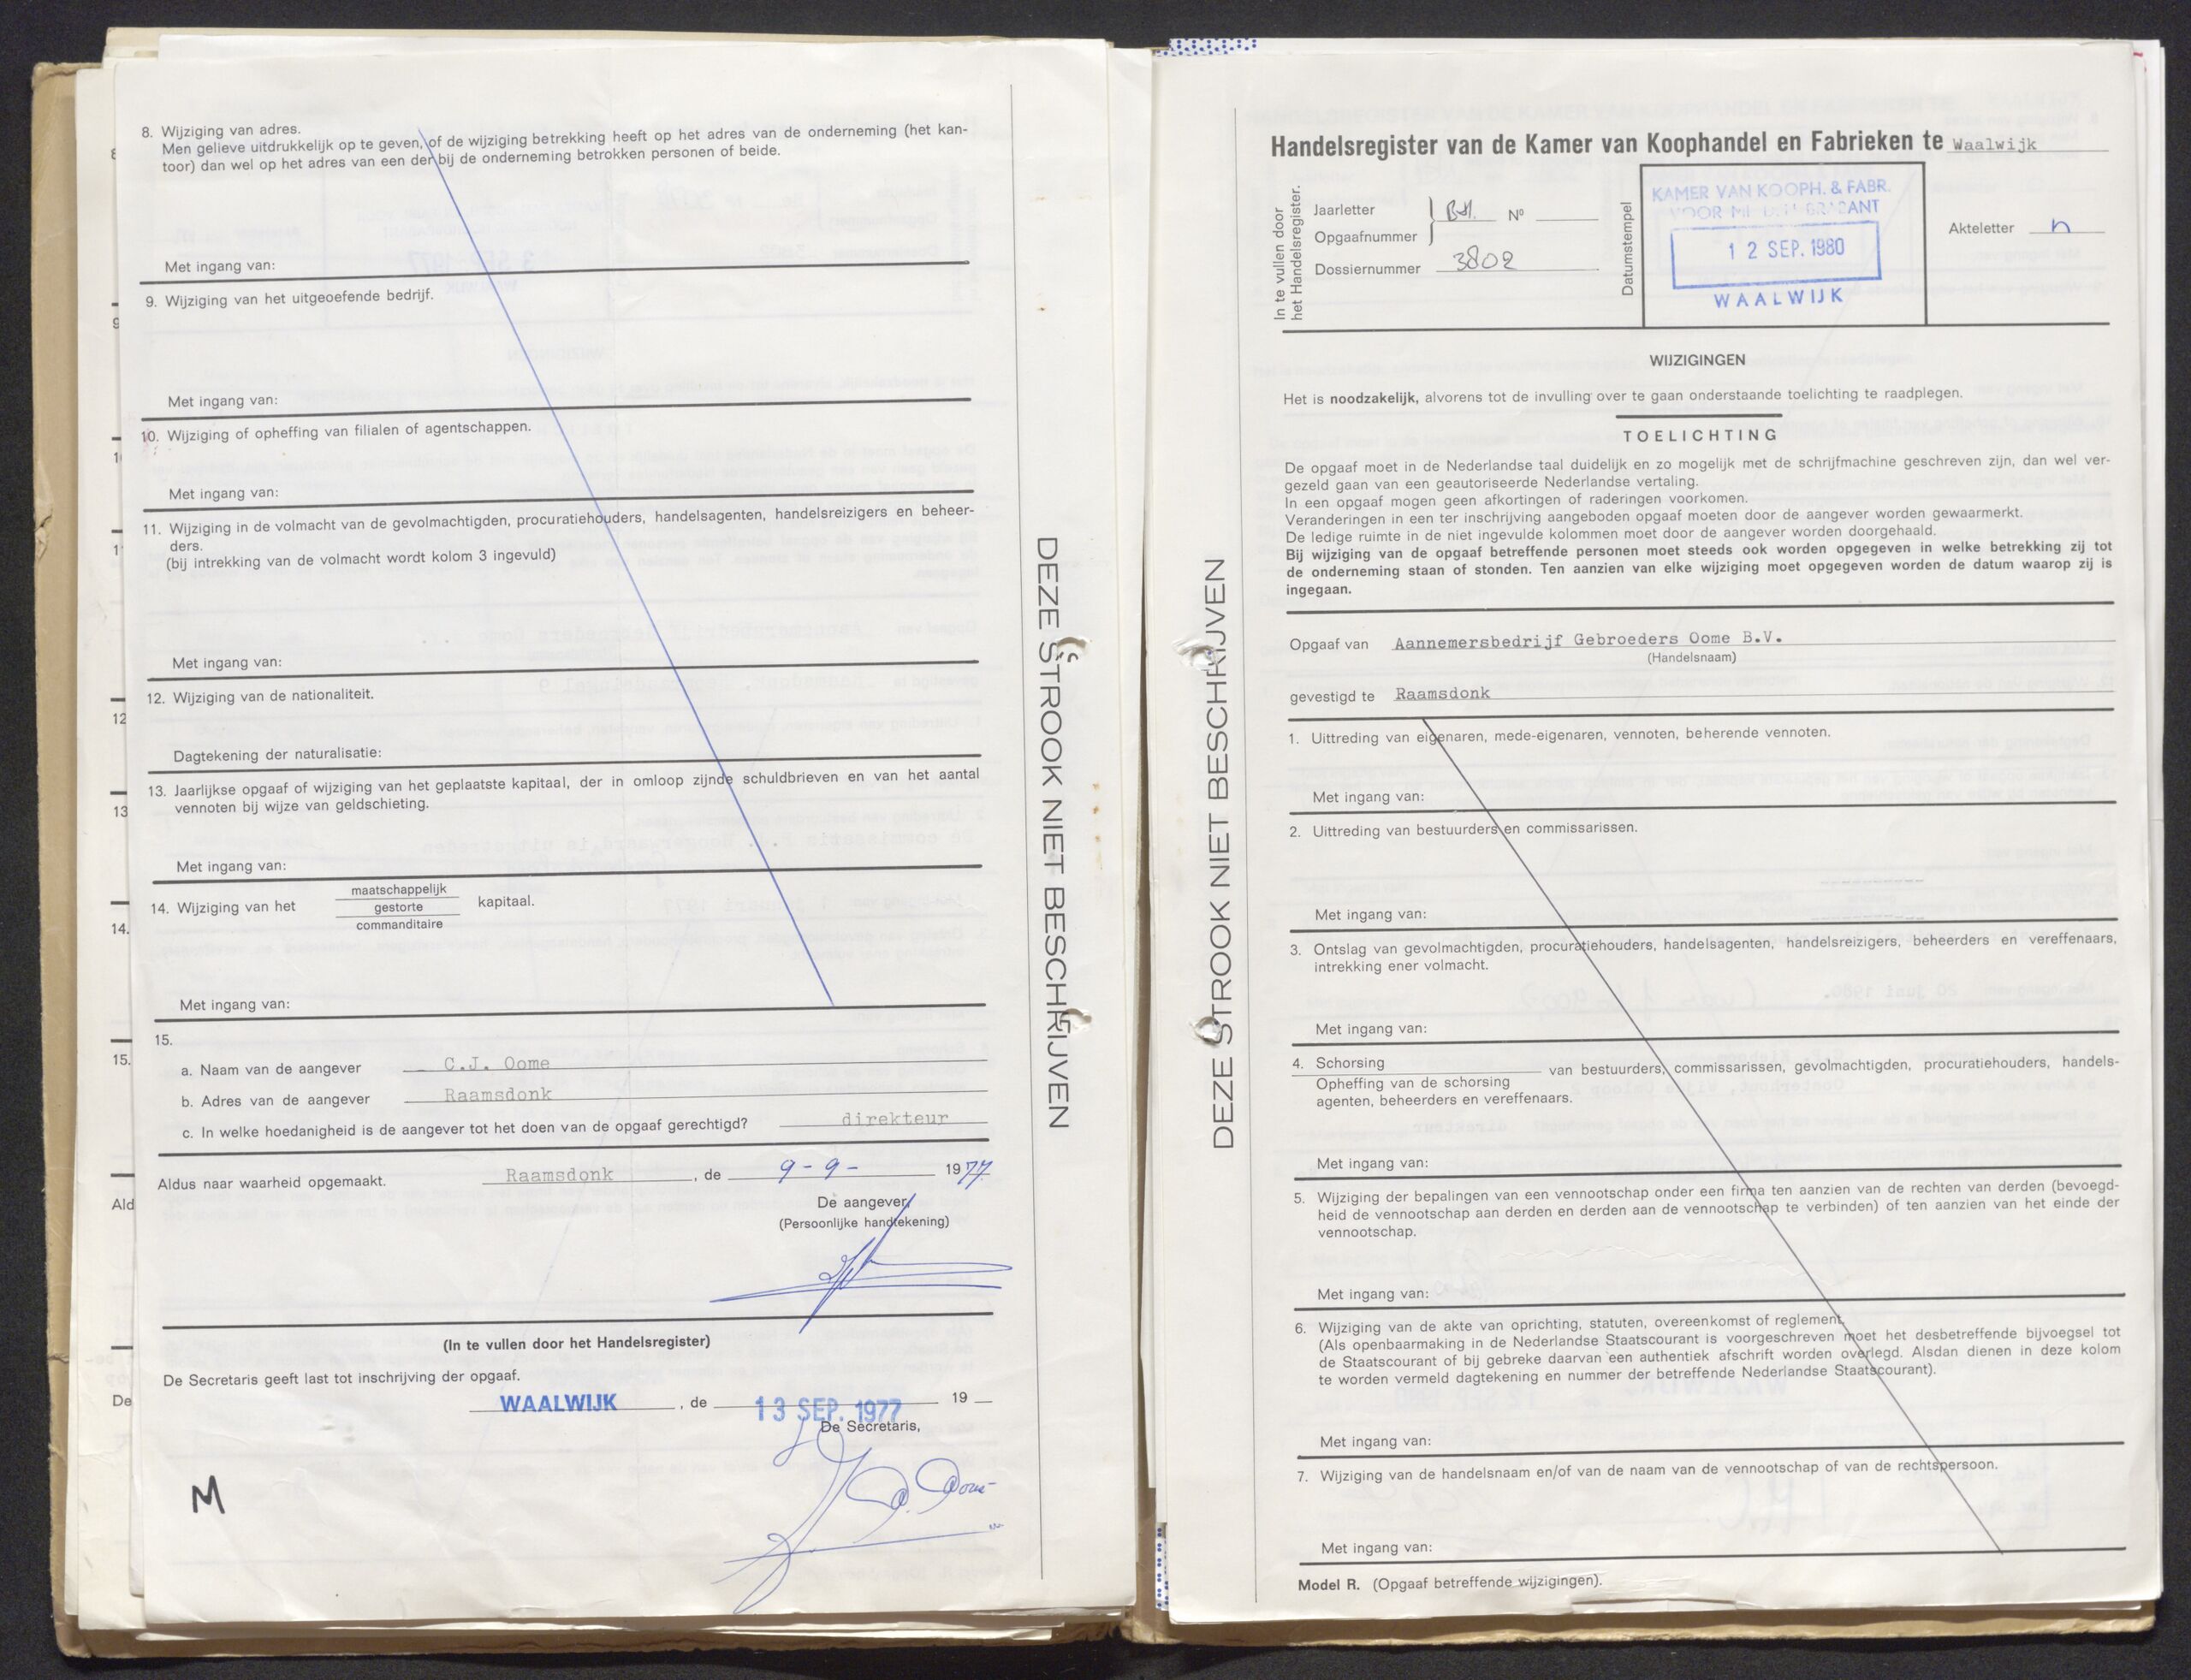 8. Wijziging van adres.
Men gelieve uitdrukkelijk op te geven, of de wijziging betrekking heeft op het adres van de onderneming (het kan-
toor) dan wel op het adres van een der bij de onderneming betrokken personen of beide.
Met ingang van:
9. Wijziging van het uitgeoefende bedrijf.
Met ingang van:
10. Wijziging of opheffing van filialen of agentschappen.
Met ingang van:
11. Wijziging in de volmacht van de gevolmachtigden, procuratiehouders, handelsagenten, handelsreizigers en beheer-
ders.
(bij intrekking van de volmacht wordt kolom 3 ingevuld)
Met ingang van:
12. Wijziging van de nationaliteit.
Dagtekening der naturalisatie:
13. Jaarlijkse opgaaf of wijziging van het geplaatste kapitaal, der in omloop zijnde schuldbrieven en van het aantal
vennoten bij wijze van geldschieting.
Met ingang van:
maatschappelijk
14. Wijziging van het gestorte kapitaal.
commanditaire
Met ingang van:
15.
a. Naam van de aangever C.J. Oome
b. Adres van de aangever Raamsdonk
c. In welke hoedanigheid is de aangever tot het doen van de opgaaf gerechtigd? direkteur
Aldus naar waarheid opgemaakt. Raamsdonk , de 9-9- 1977
De aangever,
(Persoonlijke handtekening)
(In te vullen door het Handelsregister)
De Secretaris geeft last tot inschrijving der opgaaf.
WAALWIJK , de 13 SEP. 1977 19
De Secretaris,
M
DEZE STROOK NIET BESCHRIJVEN
DEZE STROOK NIET BESCHRIJVEN
Handelsregister van de Kamer van Koophandel en Fabrieken te Waalwijk
In te vullen door
het Handelsregister.
Jaarletter
Opgaafnummer
Nº
Dossiernummer 3802
Datumstempel
KAMER VAN KOOPH. & FABR.
VOOR MIDDEN-BRABANT
12 SEP. 1980
WAALWIJK
Akteletter n
WIJZIGINGEN
Het is noodzakelijk, alvorens tot de invulling over te gaan onderstaande toelichting te raadplegen.
TOELICHTING
De opgaaf moet in de Nederlandse taal duidelijk en zo mogelijk met de schrijfmachine geschreven zijn, dan wel ver-
gezeld gaan van een geautoriseerde Nederlandse vertaling.
In een opgaaf mogen geen afkortingen of raderingen voorkomen.
Veranderingen in een ter inschrijving aangeboden opgaaf moeten door de aangever worden gewaarmerkt.
De ledige ruimte in de niet ingevulde kolommen moet door de aangever worden doorgehaald.
Bij wijziging van de opgaaf betreffende personen moet steeds ook worden opgegeven in welke betrekking zij tot
de onderneming staan of stonden. Ten aanzien van elke wijziging moet opgegeven worden de datum waarop zij is
ingegaan.
Opgaaf van Aannemersbedrijf Gebroeders Oome B.V.
(Handelsnaam)
gevestigd te Raamsdonk
1. Uittreding van eigenaren, mede-eigenaren, vennoten, beherende vennoten.
Met ingang van:
2. Uittreding van bestuurders en commissarissen.
Met ingang van:
3. Ontslag van gevolmachtigden, procuratiehouders, handelsagenten, handelsreizigers, beheerders en vereffenaars,
intrekking ener volmacht.
Met ingang van:
4. Schorsing
Opheffing van de schorsing van bestuurders, commissarissen, gevolmachtigden, procuratiehouders, handels-
agenten, beheerders en vereffenaars.
Met ingang van:
5. Wijziging der bepalingen van een vennootschap onder een firma ten aanzien van de rechten van derden (bevoegd-
heid de vennootschap aan derden en derden aan de vennootschap te verbinden) of ten aanzien van het einde der
vennootschap.
Met ingang van:
6. Wijziging van de akte van oprichting, statuten, overeenkomst of reglement.
(Als openbaarmaking in de Nederlandse Staatscourant is voorgeschreven moet het desbetreffende bijvoegsel tot
de Staatscourant of bij gebreke daarvan een authentiek afschrift worden overlegd. Alsdan dienen in deze kolom
te worden vermeld dagtekening en nummer der betreffende Nederlandse Staatscourant).
Met ingang van:
7. Wijziging van de handelsnaam en/of van de naam van de vennootschap of van de rechtspersoon.
Met ingang van:
Model R. (Opgaaf betreffende wijzigingen).